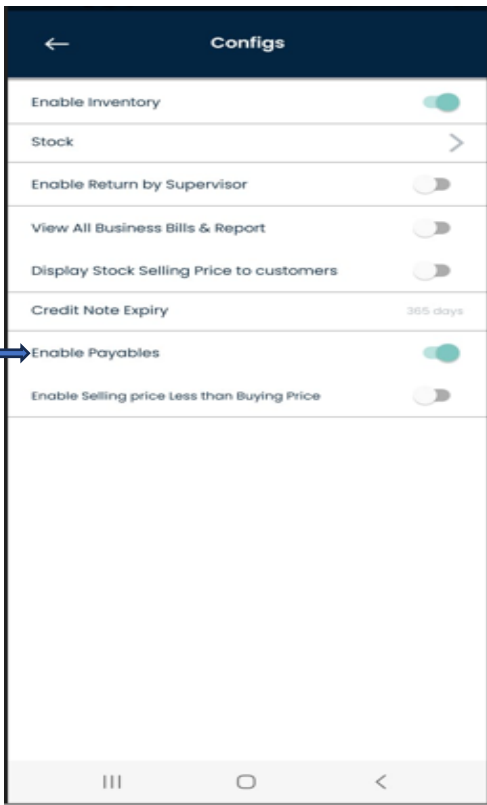 Configs
Enable Inventory
Stock
Enable Return by Supervisor
View All Business Bills & Report
Display Stock Selling Price to customers
Credit Note Expiry 365 days
Enable Payables
Enable Selling price Less than Buying Price